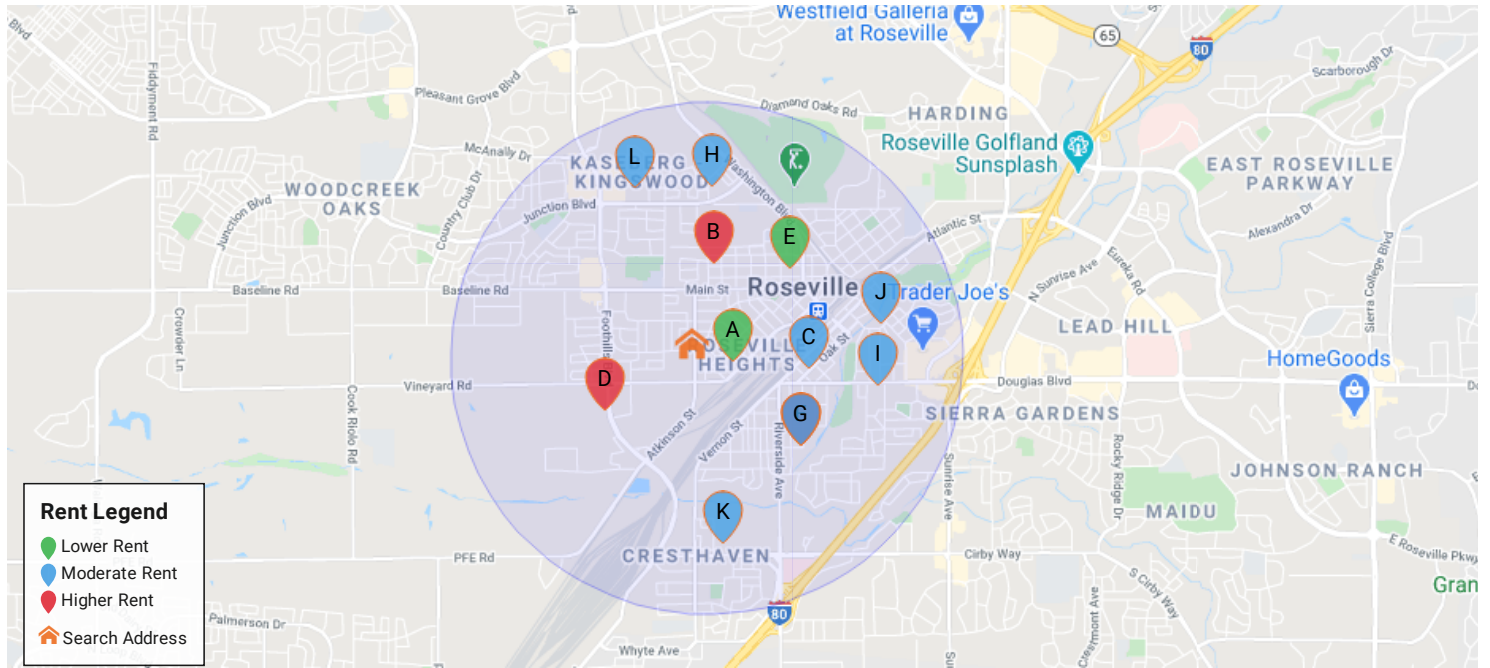 Westfield Galleria
at Roseville
65
80
Blvd
Scarborough Dr
Fiddyment Rd
Pleasant Grove Blvd
Diamond Oaks Rd
HARDING
Roseville Golfland
Sunsplash
McAnally Dr
L
H
KASEBERG
KINGSWOOD
Washington Blvd
EAST ROSEVILLE
PARKWAY
WOODCREEK
OAKS
Country Club Dr
Junction Blvd
Junction Blvd
Alexandra Dr
Atlantic St
B
E
Eureka Rd
N Sunrise Ave
Sierra College Blvd
Baseline Rd
Baseline Rd
Main St
Roseville
J
Trader Joe's
Crowder Ln
Foothills
A
C
Oak St
I
LEAD HILL
ROSEVILLE
HEIGHTS
HomeGoods
D
Vineyard Rd
Douglas Blvd
Cook Riolo Rd
G
SIERRA GARDENS
Atkinson St
Vernon St
Riverside Ave
Sunrise Ave
Rocky Ridge Dr
JOHNSON RANCH
K
MAIDU
CRESTHAVEN
PFE Rd
Cirby Way
E Roseville Pkwy
S Cirby Way
Gran
80
Crestmont Ave
Palmerson Dr
Whyte Ave
Rent Legend
Lower Rent
Moderate Rent
Higher Rent
Search Address